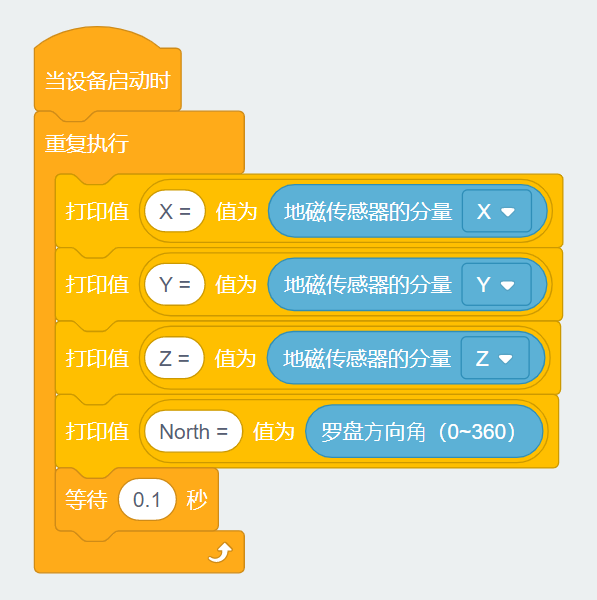 当设备启动时
重复执行
打印值 X = 值为 地磁传感器的分量 X
打印值 Y = 值为 地磁传感器的分量 Y
打印值 Z = 值为 地磁传感器的分量 Z
打印值 North = 值为 罗盘方向角（0~360）
等待 0.1 秒